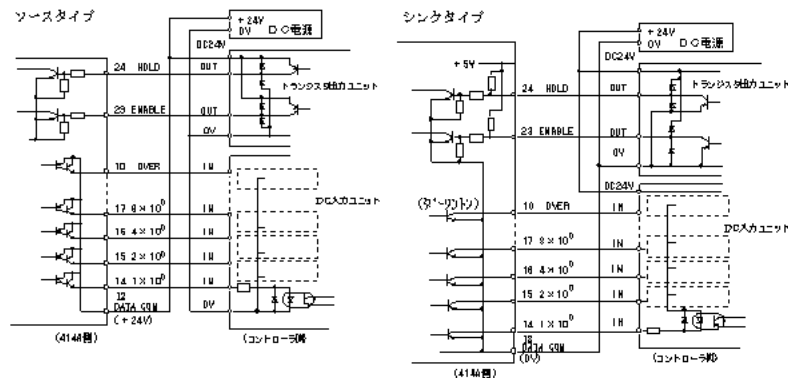 ソースタイプ
+24V
0V
DC電源
DC24V
24 HOLD OUT
トランジスタ出力ユニット
23 ENABLE OUT
0V
10 OVER IN
DC入力ユニット
17 8×10⁰ IN
16 4×10⁰ IN
15 2×10⁰ IN
14 1×10⁰ IN
12
DATA COM
(+24V)
0V
(414A側)
(コントローラ側)
シンクタイプ
+24V
0V
DC電源
DC24V
+5V
24 HOLD OUT
トランジスタ出力ユニット
23 ENABLE OUT
0V
DC24V
(ダーリントン)
10 OVER IN
DC入力ユニット
17 8×10⁰ IN
16 4×10⁰ IN
15 2×10⁰ IN
14 1×10⁰ IN
(0V)
(414A側)
(コントローラ側)